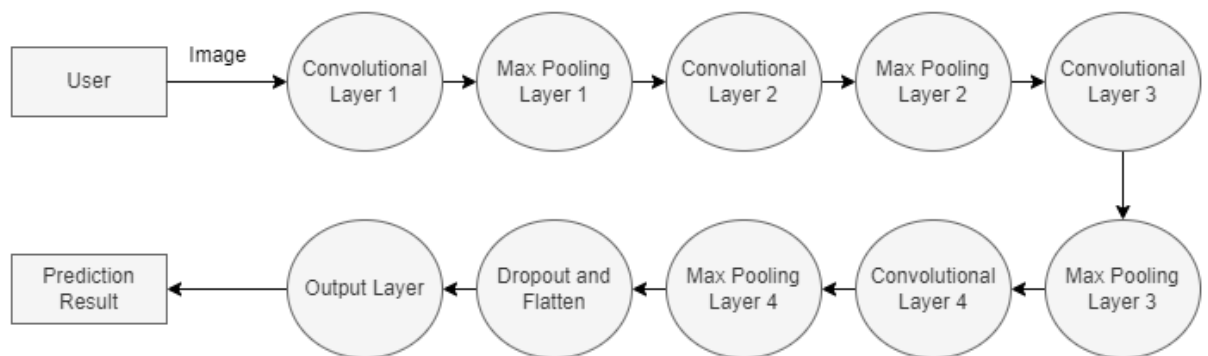 User
Image
Convolutional
Layer 1
Max Pooling
Layer 1
Convolutional
Layer 2
Max Pooling
Layer 2
Convolutional
Layer 3
Max Pooling
Layer 3
Convolutional
Layer 4
Max Pooling
Layer 4
Dropout and
Flatten
Output Layer
Prediction
Result